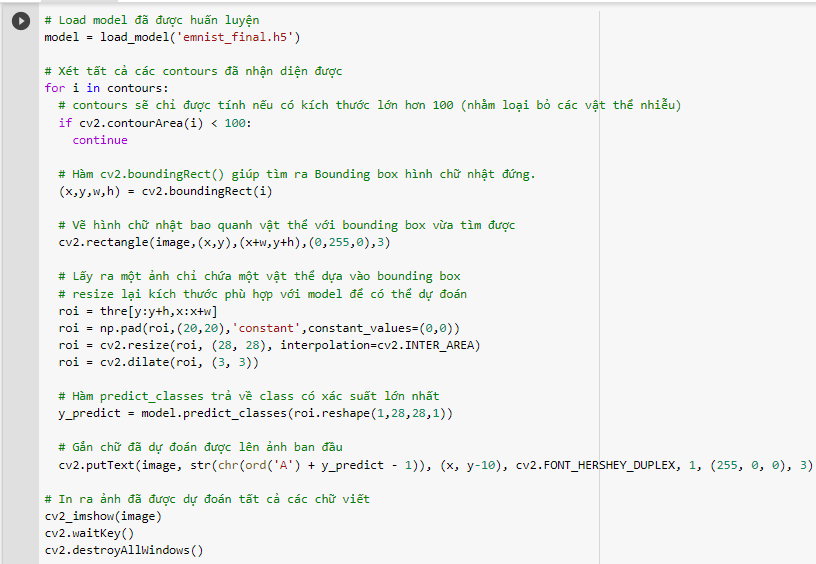 # Load model đã được huấn luyện
model = load_model('emnist_final.h5')
# Xét tất cả các contours đã nhận diện được
for i in contours:
# contours sẽ chỉ được tính nếu có kích thước lớn hơn 100 (nhằm loại bỏ các vật thể nhiễu)
if cv2.contourArea(i) < 100:
continue
# Hàm cv2.boundingRect() giúp tìm ra Bounding box hình chữ nhật đứng.
(x,y,w,h) = cv2.boundingRect(i)
# Vẽ hình chữ nhật bao quanh vật thể với bounding box vừa tìm được
cv2.rectangle(image,(x,y),(x+w,y+h),(0,255,0),3)
# Lấy ra một ảnh chỉ chứa một vật thể dựa vào bounding box
# resize lại kích thước phù hợp với model để có thể dự đoán
roi = thre[y:y+h,x:x+w]
roi = np.pad(roi,(20,20),'constant',constant_values=(0,0))
roi = cv2.resize(roi, (28, 28), interpolation=cv2.INTER_AREA)
roi = cv2.dilate(roi, (3, 3))
# Hàm predict_classes trả về class có xác suất lớn nhất
y_predict = model.predict_classes(roi.reshape(1,28,28,1))
# Gắn chữ đã dự đoán được lên ảnh ban đầu
cv2.putText(image, str(chr(ord('A') + y_predict - 1)), (x, y-10), cv2.FONT_HERSHEY_DUPLEX, 1, (255, 0, 0), 3)
# In ra ảnh đã được dự đoán tất cả các chữ viết
cv2_imshow(image)
cv2.waitKey()
cv2.destroyAllWindows()